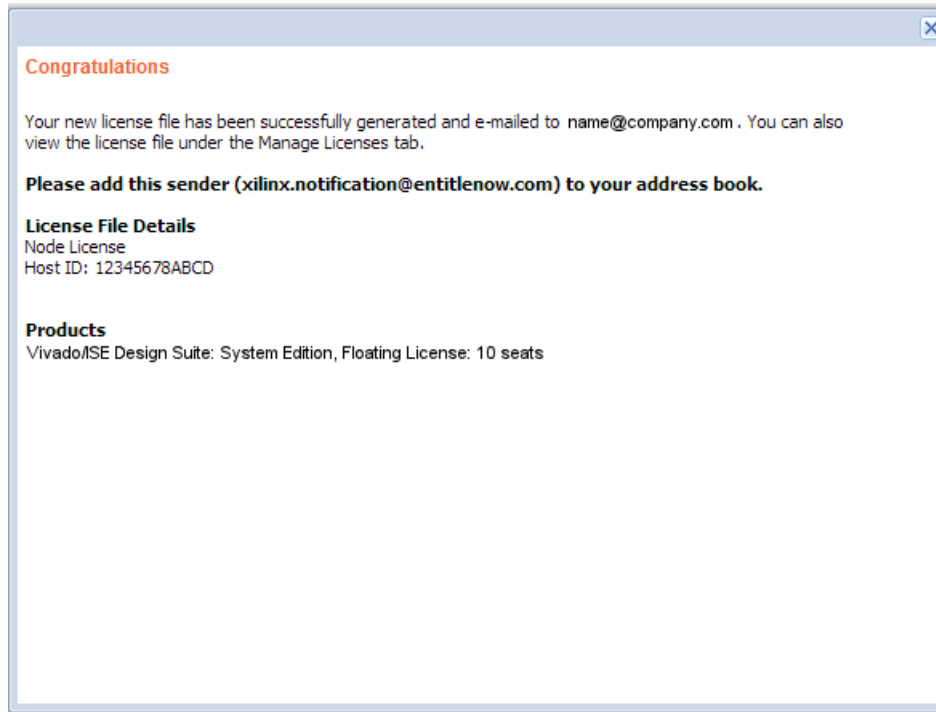 Congratulations
Your new license file has been successfully generated and e-mailed to name@company.com . You can also
view the license file under the Manage Licenses tab.
Please add this sender (xilinx.notification@entitlenow.com) to your address book.
License File Details
Node License
Host ID: 12345678ABCD
Products
Vivado/ISE Design Suite: System Edition, Floating License: 10 seats